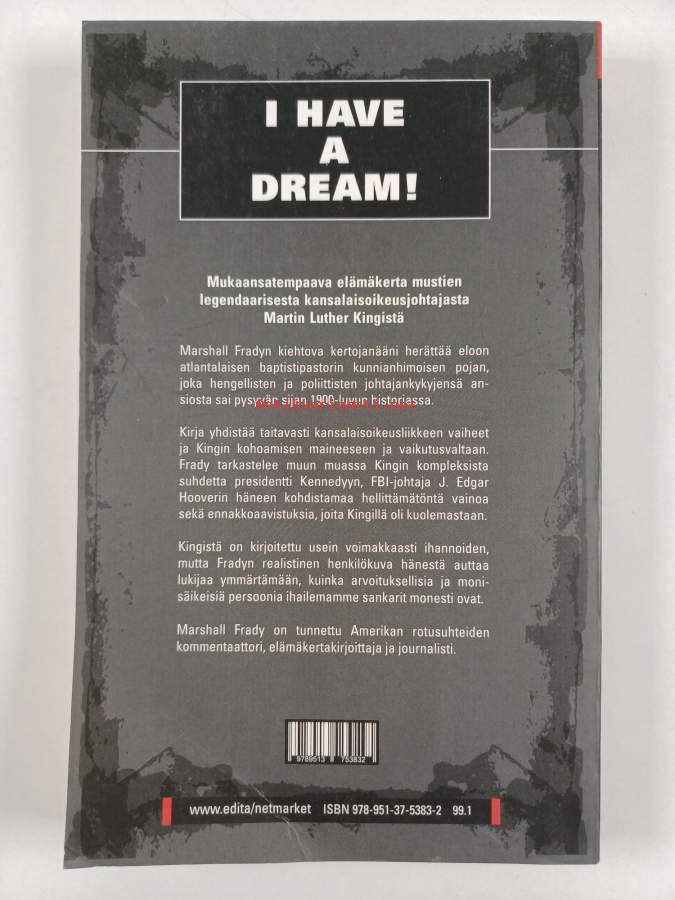 I HAVE
A
DREAM!
Mukaansatempaava elämäkerta mustien
legendaarisesta kansalaisoikeusjohtajasta
Martin Luther Kingistä
Marshall Fradyn kiehtova kertojanääni herättää eloon
atlantalaisen baptistipastorin kunnianhimoisen pojan,
joka hengellisten ja poliittisten johtajankykyjensä an-
siosta sai pysyvän sijan 1900-luvun historiassa.
Kirja yhdistää taitavasti kansalaisoikeusliikkeen vaiheet
ja Kingin kohoamisen maineeseen ja vaikutusvaltaan.
Frady tarkastelee muun muassa Kingin kompleksista
suhdetta presidentti Kennedyyn, FBI-johtaja J. Edgar
Hooverin häneen kohdistamaa hellittämätöntä vainoa
sekä ennakkoaavistuksia, joita Kingillä oli kuolemastaan.
Kingistä on kirjoitettu usein voimakkaasti ihannoiden,
mutta Fradyn realistinen henkilökuva hänestä auttaa
lukijaa ymmärtämään, kuinka arvoituksellisia ja moni-
säikeisiä persoonia ihailemamme sankarit monesti ovat.
Marshall Frady on tunnettu Amerikan rotusuhteiden
kommentaattori, elämäkertakirjoittaja ja journalisti.
9789513 753832
www.edita/netmarket ISBN 978-951-37-5383-2 99.1